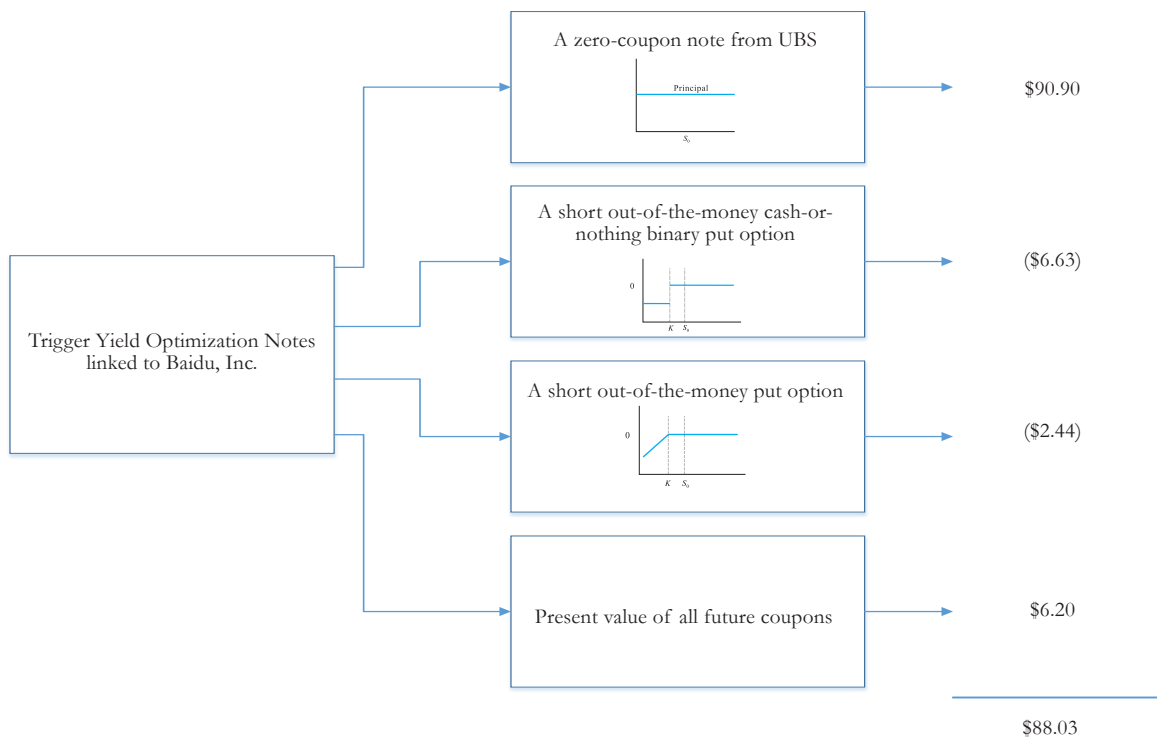 A zero-coupon note from UBS
Principal
S₀
$90.90
A short out-of-the-money cash-or-
nothing binary put option
0
K S₀
($6.63)
Trigger Yield Optimization Notes
linked to Baidu, Inc.
A short out-of-the-money put option
0
K S₀
($2.44)
Present value of all future coupons
$6.20
$88.03